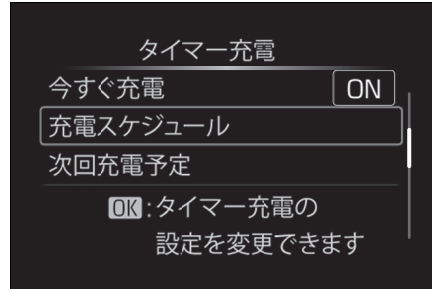 タイマー充電
今すぐ充電 ON
充電スケジュール
次回充電予定
OK:タイマー充電の
設定を変更できます